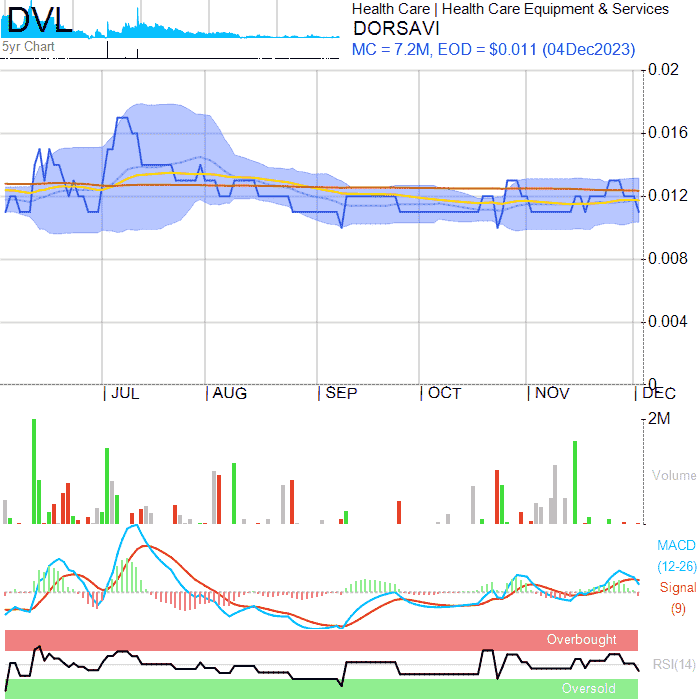 DVL
5yr Chart
Health Care | Health Care Equipment & Services
DORSAVI
MC = 7.2M, EOD = $0.011 (04Dec2023)
0.02
0.016
0.012
0.008
0.004
0
JUL AUG SEP OCT NOV DEC
2M
Volume
MACD
(12-26)
Signal
(9)
Overbought
RSI(14)
Oversold